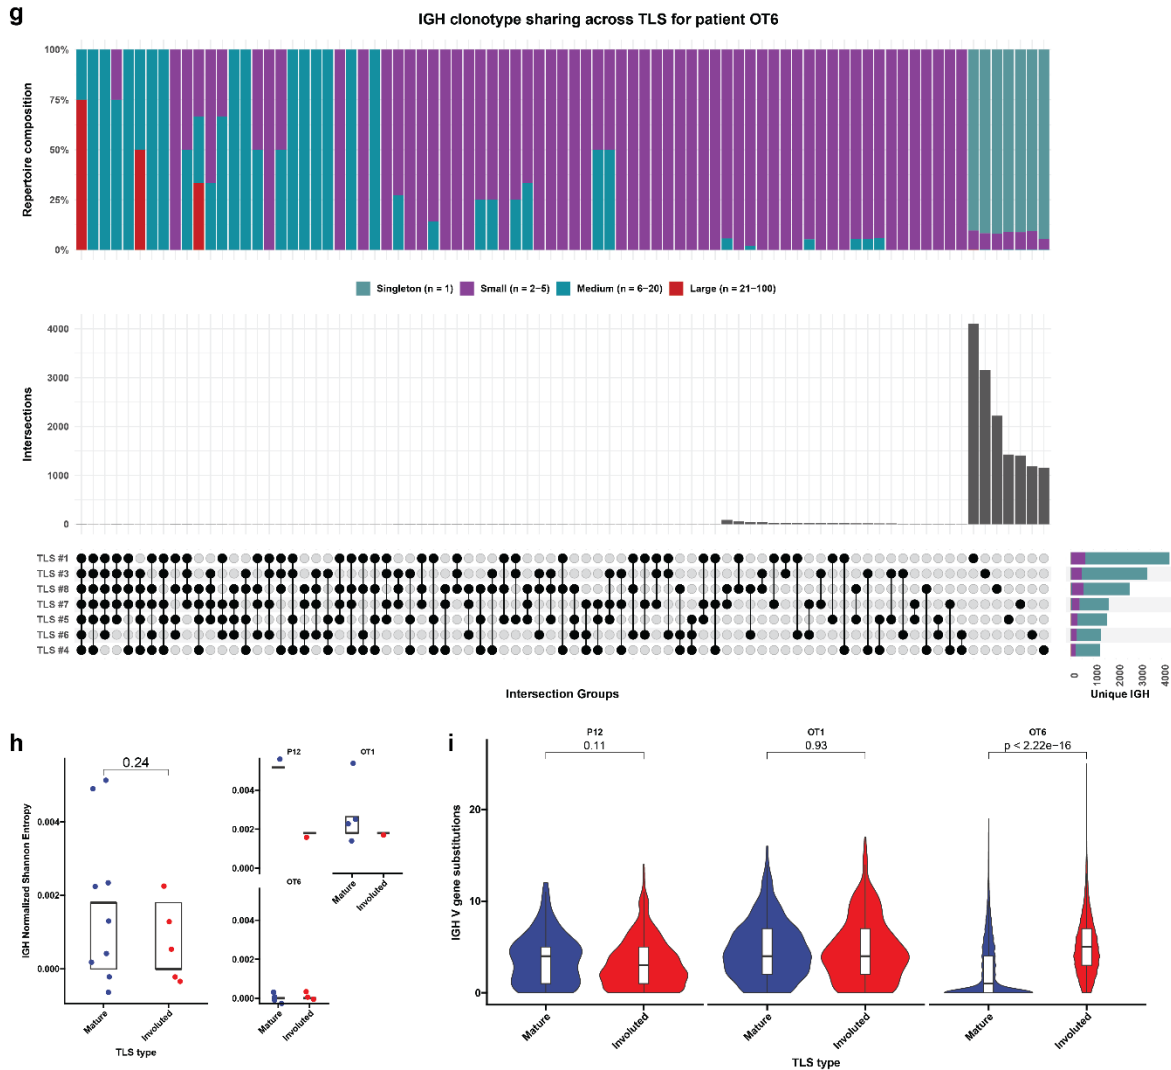 g
IGH clonotype sharing across TLS for patient OT6
Repertoire composition
100%
75%
50%
25%
0%
Singleton (n = 1) Small (n = 2−5) Medium (n = 6−20) Large (n = 21−100)
Intersections
4000
3000
2000
1000
0
TLS #1
TLS #3
TLS #8
TLS #7
TLS #5
TLS #6
TLS #4
Intersection Groups
0 1000 2000 3000 4000
Unique IGH
h
IGH Normalized Shannon Entropy
0.24
0.004
0.002
0.000
Mature Involuted
TLS type
P12 OT1
0.004
0.002
0.000
Mature Involuted
OT6
0.004
0.002
0.000
Mature Involuted
i
IGH V gene substitutions
P12 OT1 OT6
0.11 0.93 p < 2.22e−16
20
10
0
Mature Involuted Mature Involuted Mature Involuted
TLS type